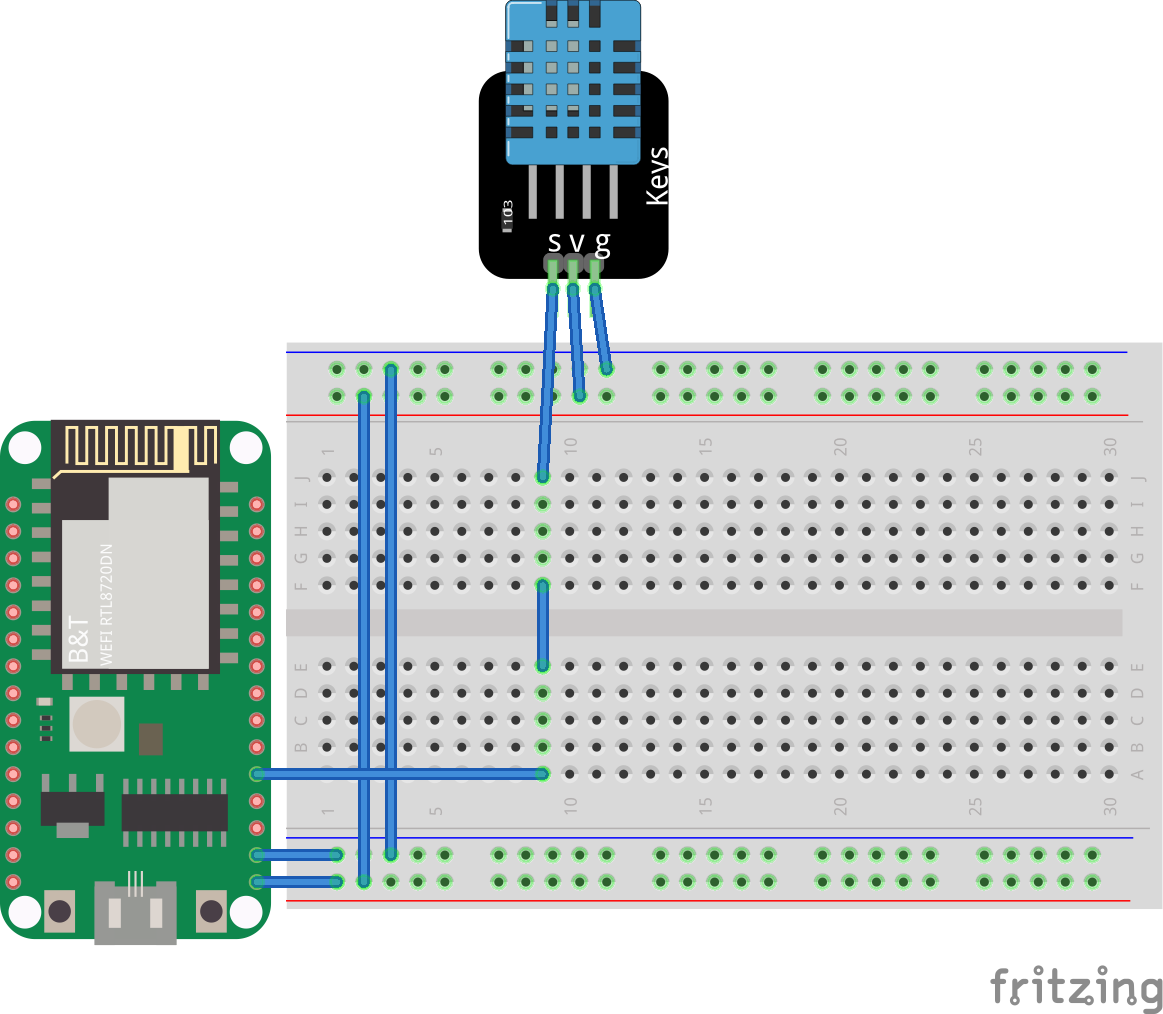 Keys
103
S V g
1 5 10 15 20 25 30
J J
I I
H H
G G
F F
B&T
WEFI RTL8720DN
E E
D D
C C
B B
A A
1 5 10 15 20 25 30
fritzing